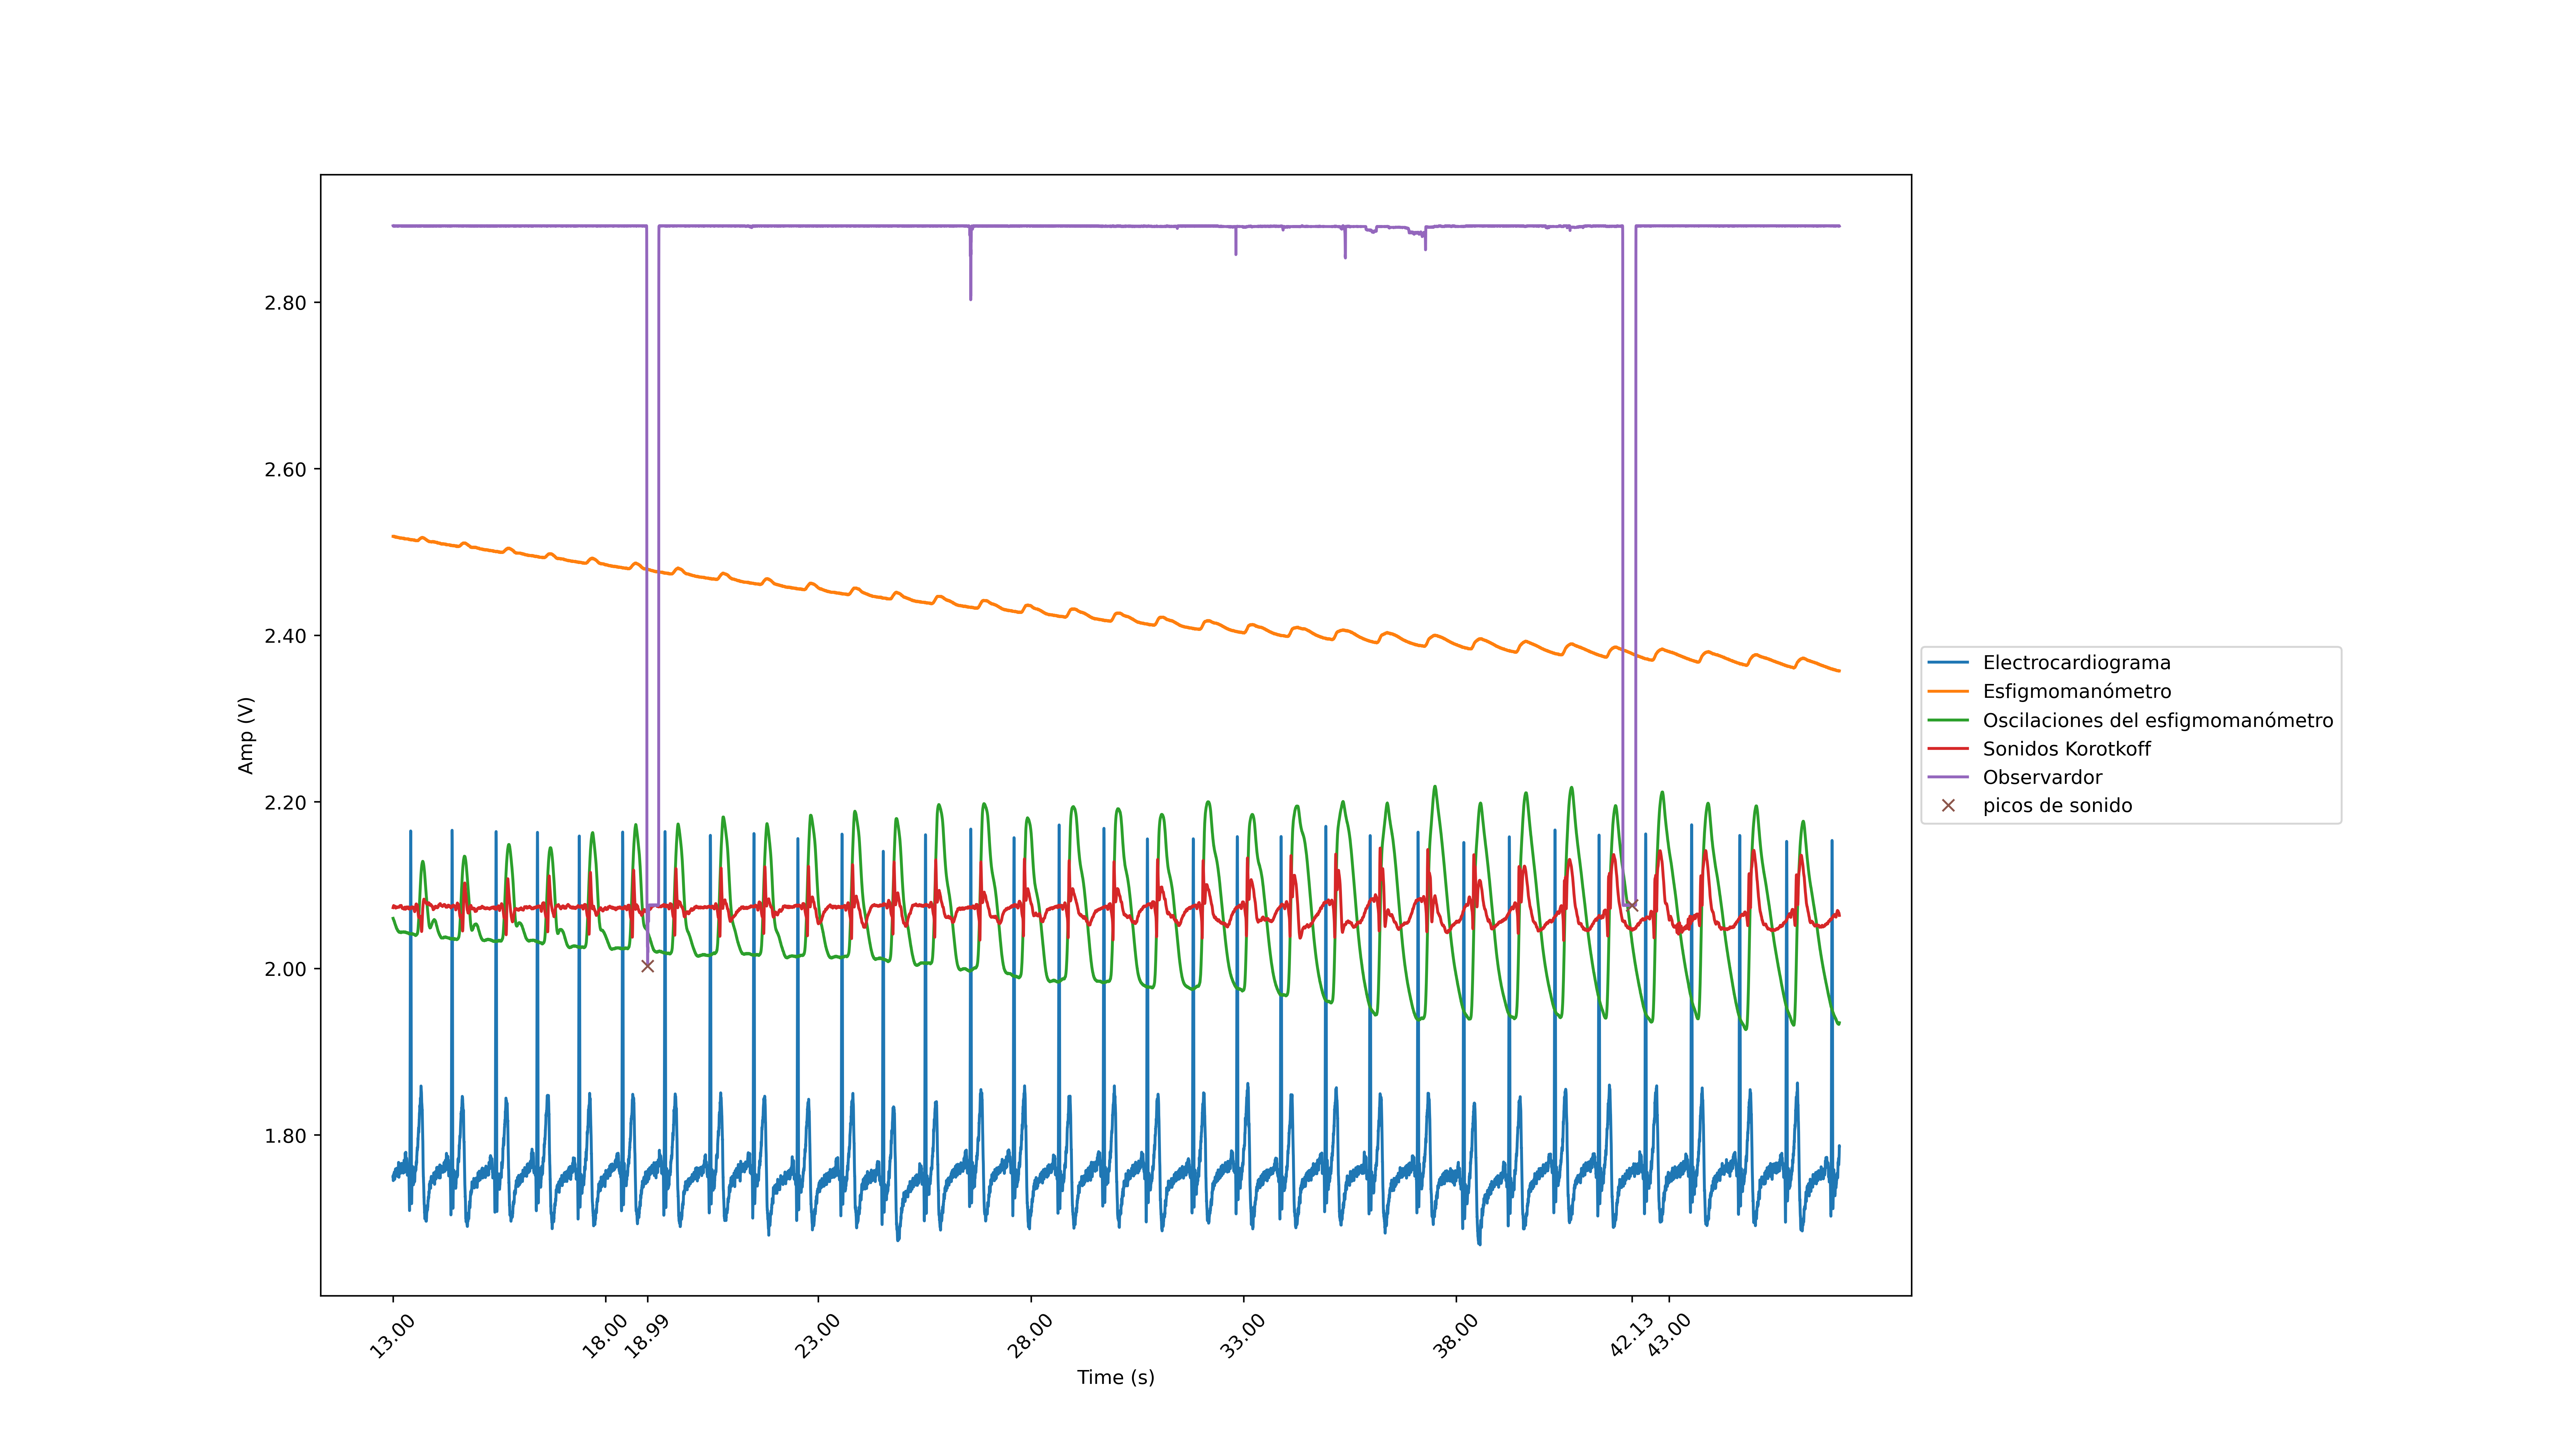 2.80
2.60
2.40
2.20
2.00
1.80
Amp (V)
13.00
18.00
18.99
23.00
28.00
33.00
38.00
42.13
43.00
Time (s)
Electrocardiograma
Esfigmomanómetro
Oscilaciones del esfigmomanómetro
Sonidos Korotkoff
Observardor
picos de sonido